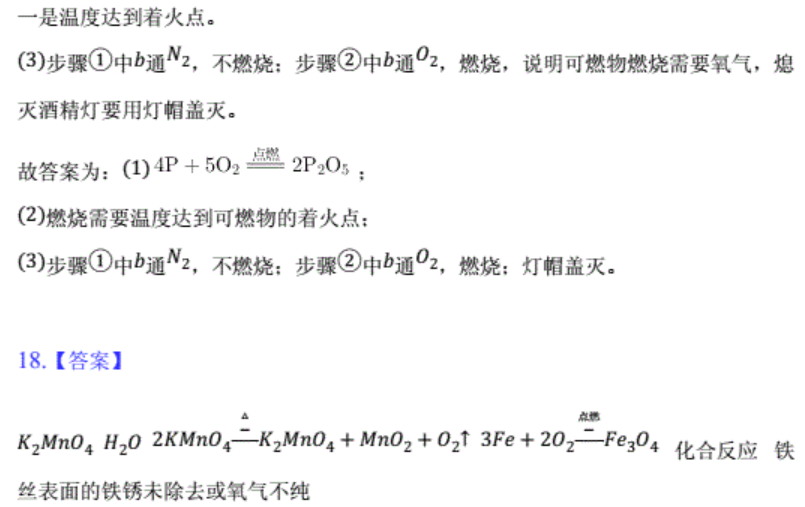 一是温度达到着火点。
(3)步骤①中b通N₂，不燃烧；步骤②中b通O₂，燃烧，说明可燃物燃烧需要氧气，熄
灭酒精灯要用灯帽盖灭。
故答案为：(1) 4P + 5O₂ \xlongequal{点燃} 2P₂O₅；
(2)燃烧需要温度达到可燃物的着火点；
(3)步骤①中b通N₂，不燃烧；步骤②中b通O₂，燃烧；灯帽盖灭。
18.【答案】
K₂MnO₄ H₂O 2KMnO₄ \xlongequal{△} K₂MnO₄ + MnO₂ + O₂↑ 3Fe + 2O₂ \xlongequal{点燃} Fe₃O₄ 化合反应 铁
丝表面的铁锈未除去或氧气不纯